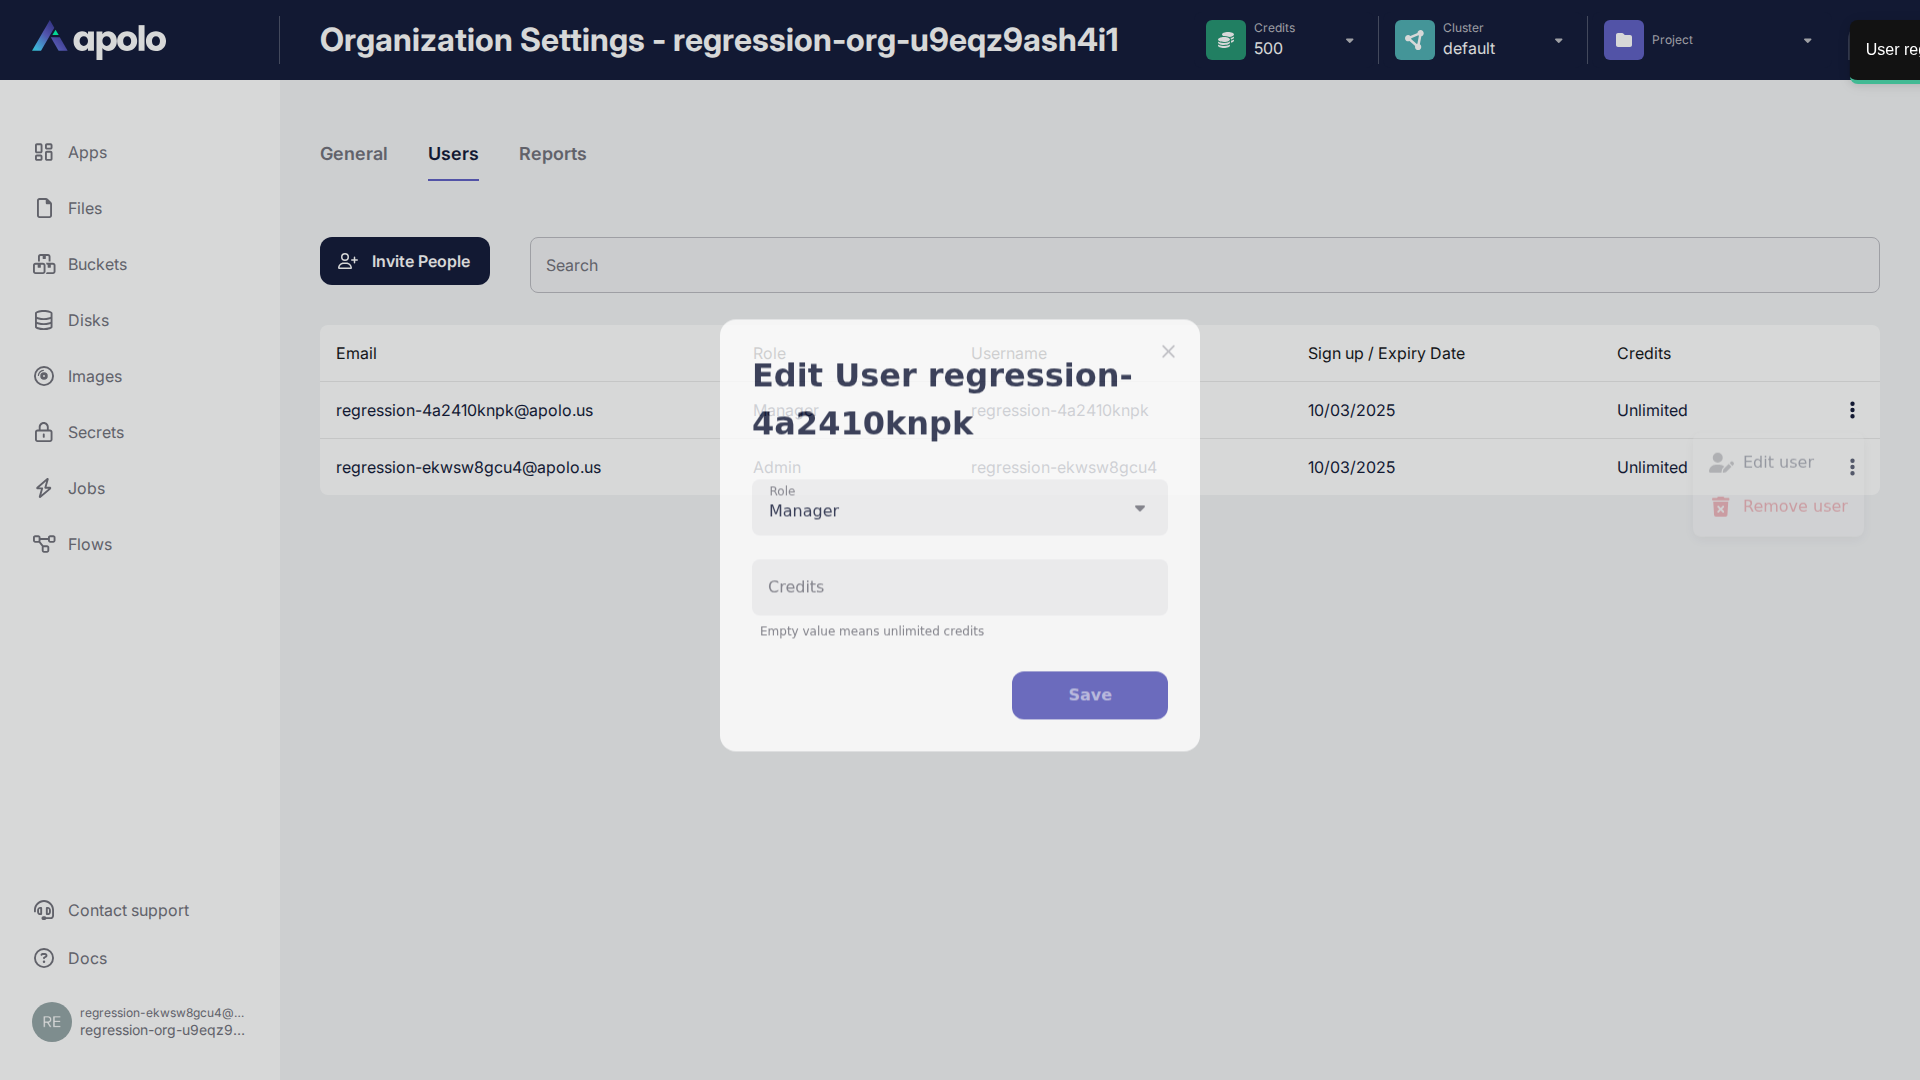 apolo
Organization Settings - regression-org-u9eqz9ash4i1
Credits
500
Cluster
default
Project
User reg
Apps
Files
Buckets
Disks
Images
Secrets
Jobs
Flows
General
Users
Reports
Invite People
Search
Email
Role
Username
Sign up / Expiry Date
Credits
regression-4a2410knpk@apolo.us
Manager
regression-4a2410knpk
10/03/2025
Unlimited
regression-ekwsw8gcu4@apolo.us
Admin
regression-ekwsw8gcu4
10/03/2025
Unlimited
Edit user
Remove user
Edit User regression-
4a2410knpk
Role
Manager
Credits
Empty value means unlimited credits
Save
Contact support
Docs
RE
regression-ekwsw8gcu4@...
regression-org-u9eqz9...